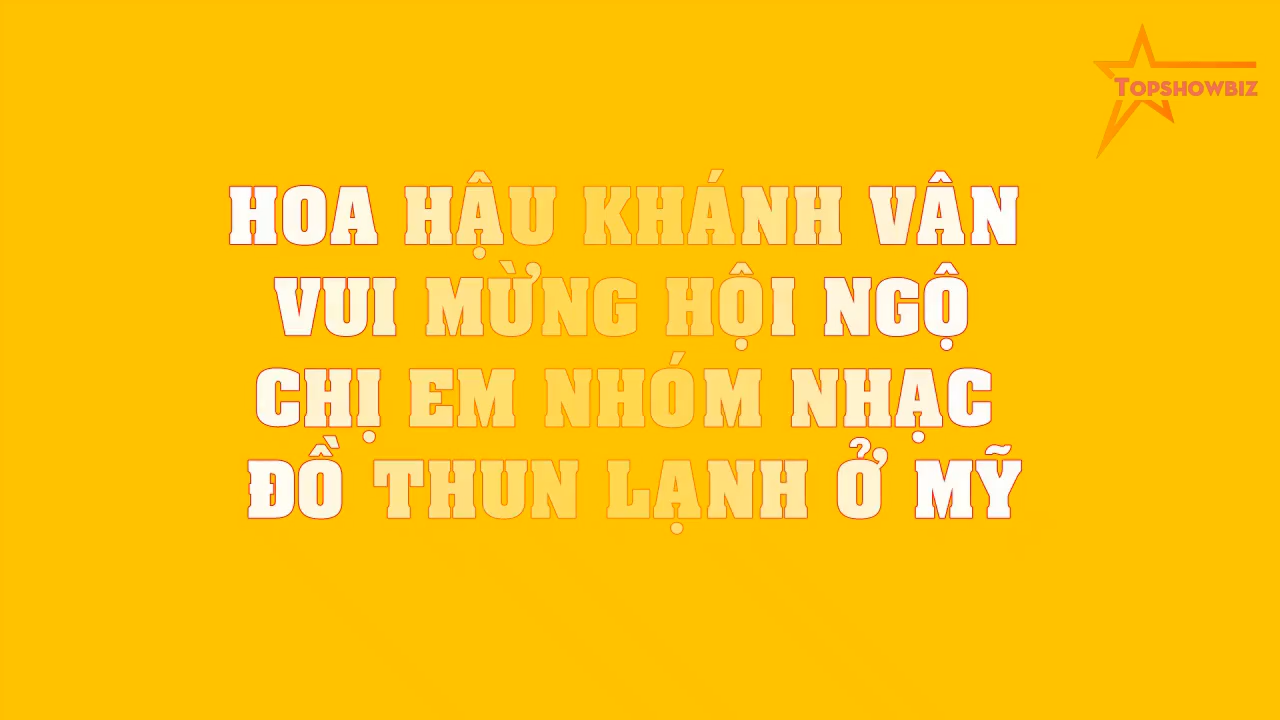 TOPSHOWBIZ
HOA HẬU KHÁNH VÂN
VUI MỪNG HỘI NGỘ
CHỊ EM NHÓM NHẠC
ĐỒ THUN LẠNH Ở MỸ